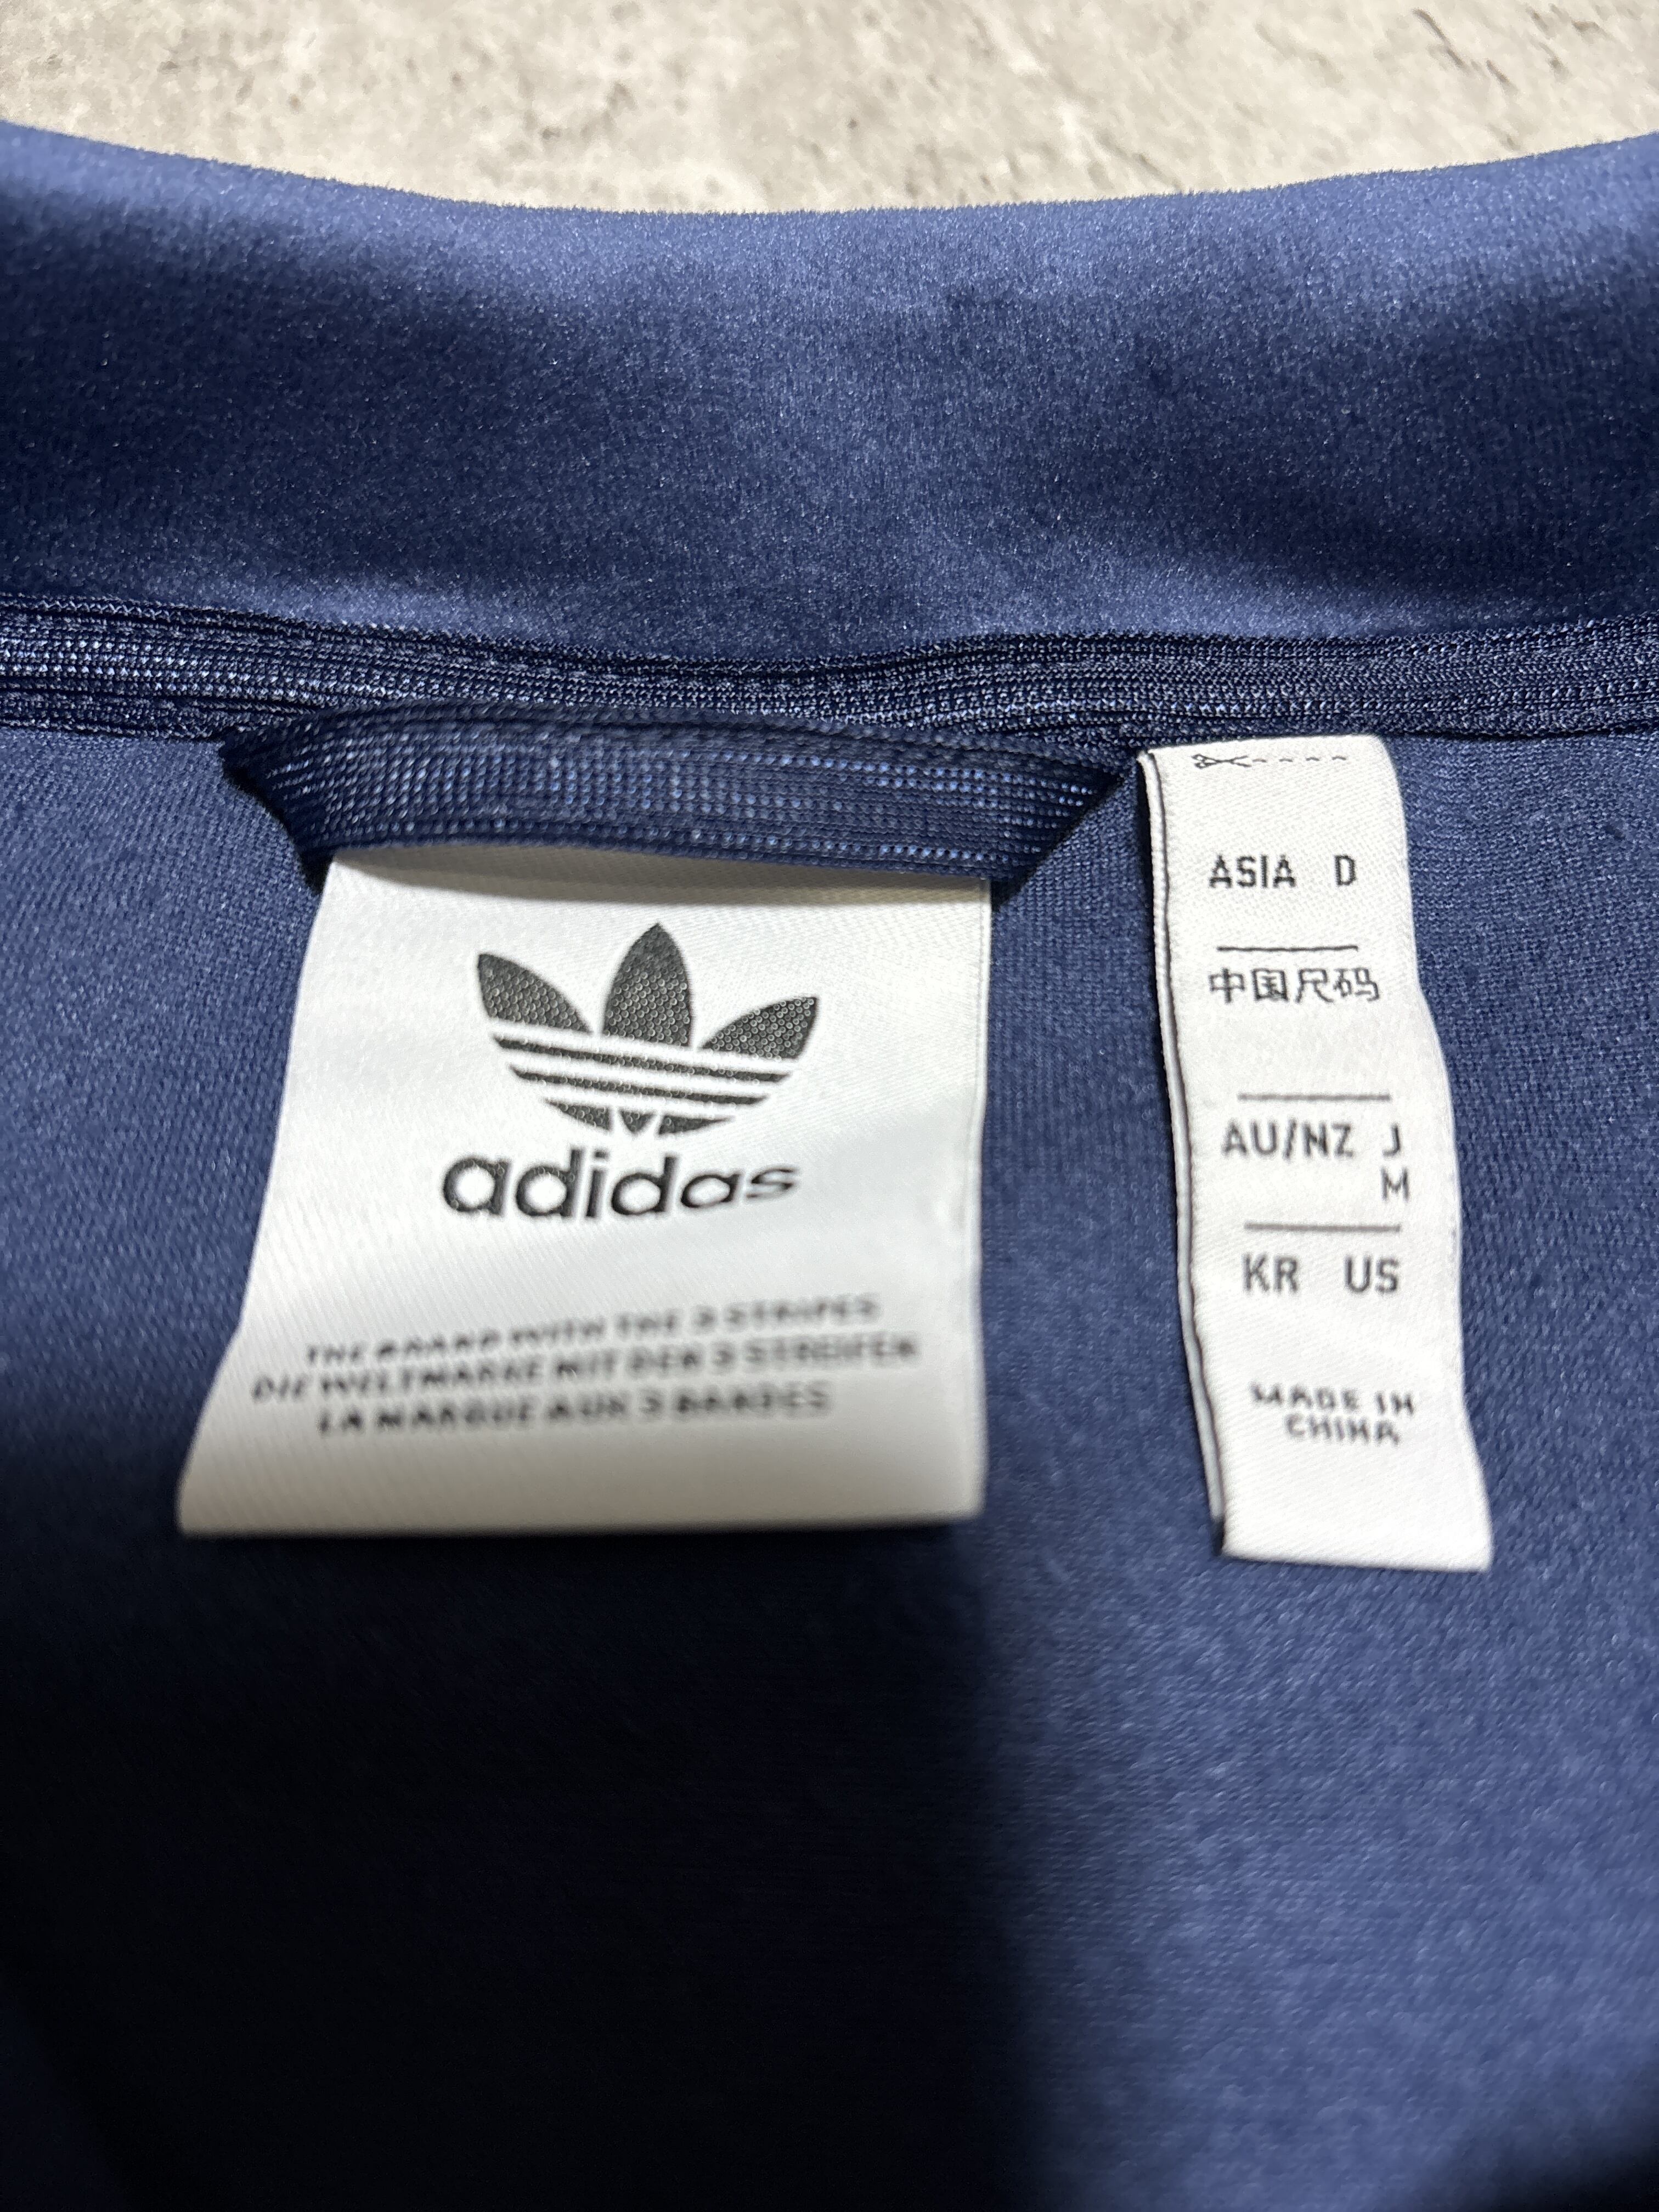 adidas
THE BRAND WITH THE 3 STRIPES
DIE WELTMARKE MIT DEN 3 STREIFEN
LA MARQUE AUX 3 BANDES
ASIA D
中国尺码
AU/NZ J
M
KR US
MADE IN
CHINA